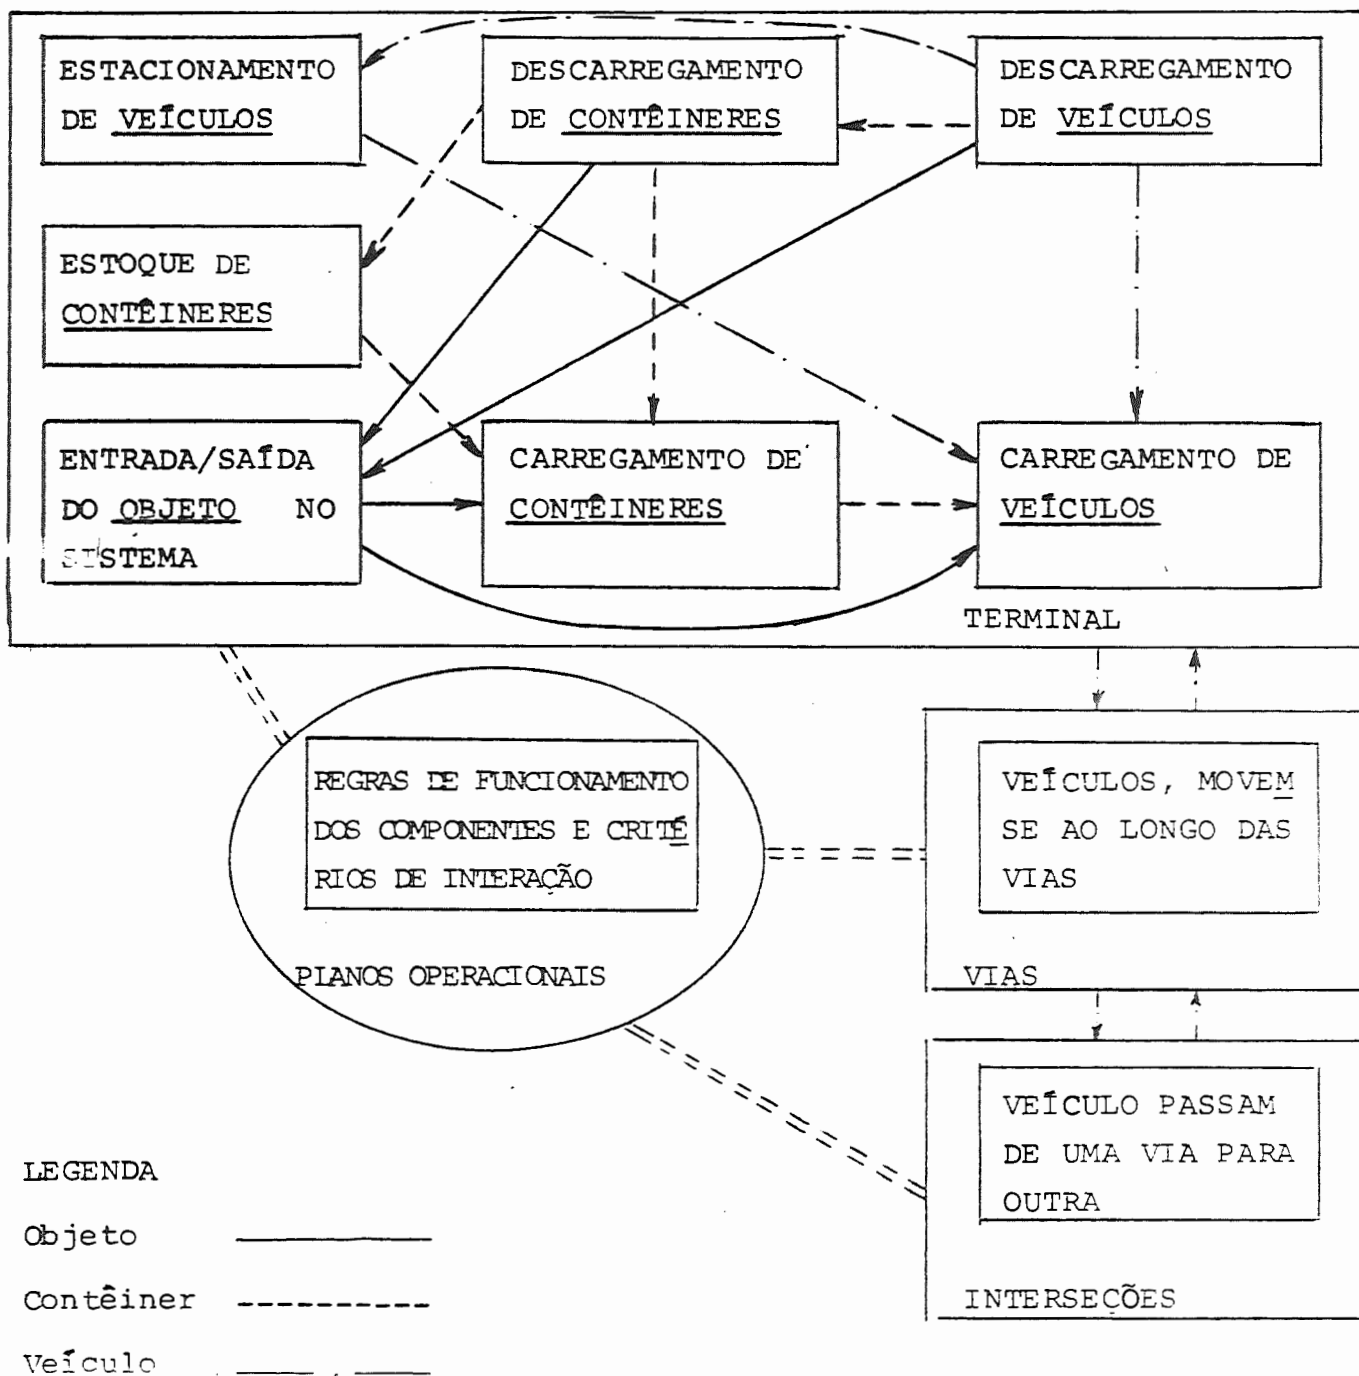 ESTACIONAMENTO
DE VEÍCULOS
DESCARREGAMENTO
DE CONTÊINERES
DESCARREGAMENTO
DE VEÍCULOS
ESTOQUE DE
CONTÊINERES
ENTRADA/SAÍDA
DO OBJETO NO
SISTEMA
CARREGAMENTO DE
CONTÊINERES
CARREGAMENTO DE
VEÍCULOS
TERMINAL
REGRAS DE FUNCIONAMENTO
DOS COMPONENTES E CRITÉ
RIOS DE INTERAÇÃO
PLANOS OPERACIONAIS
VEÍCULOS, MOVEM
SE AO LONGO DAS
VIAS
VIAS
VEÍCULO PASSAM
DE UMA VIA PARA
OUTRA
INTERSEÇÕES
LEGENDA
Objeto
Contêiner
Veículo